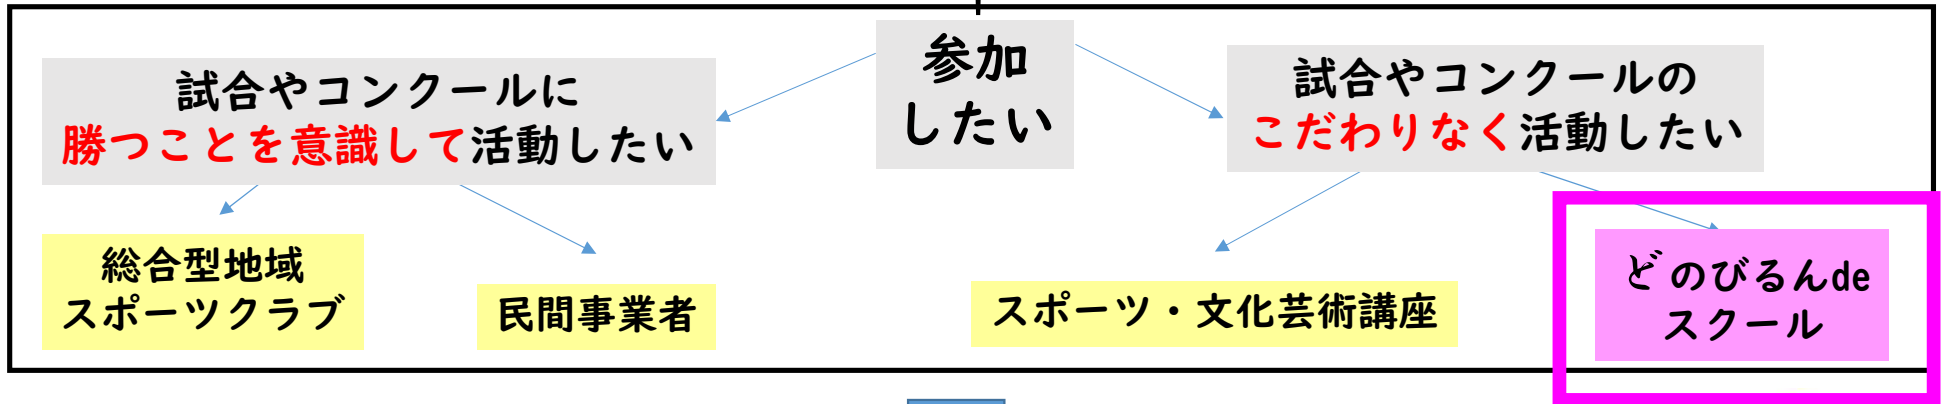 参加
したい
試合やコンクールに
勝つことを意識して活動したい
試合やコンクールの
こだわりなく活動したい
総合型地域
スポーツクラブ
民間事業者
スポーツ・文化芸術講座
どのびるんde
スクール